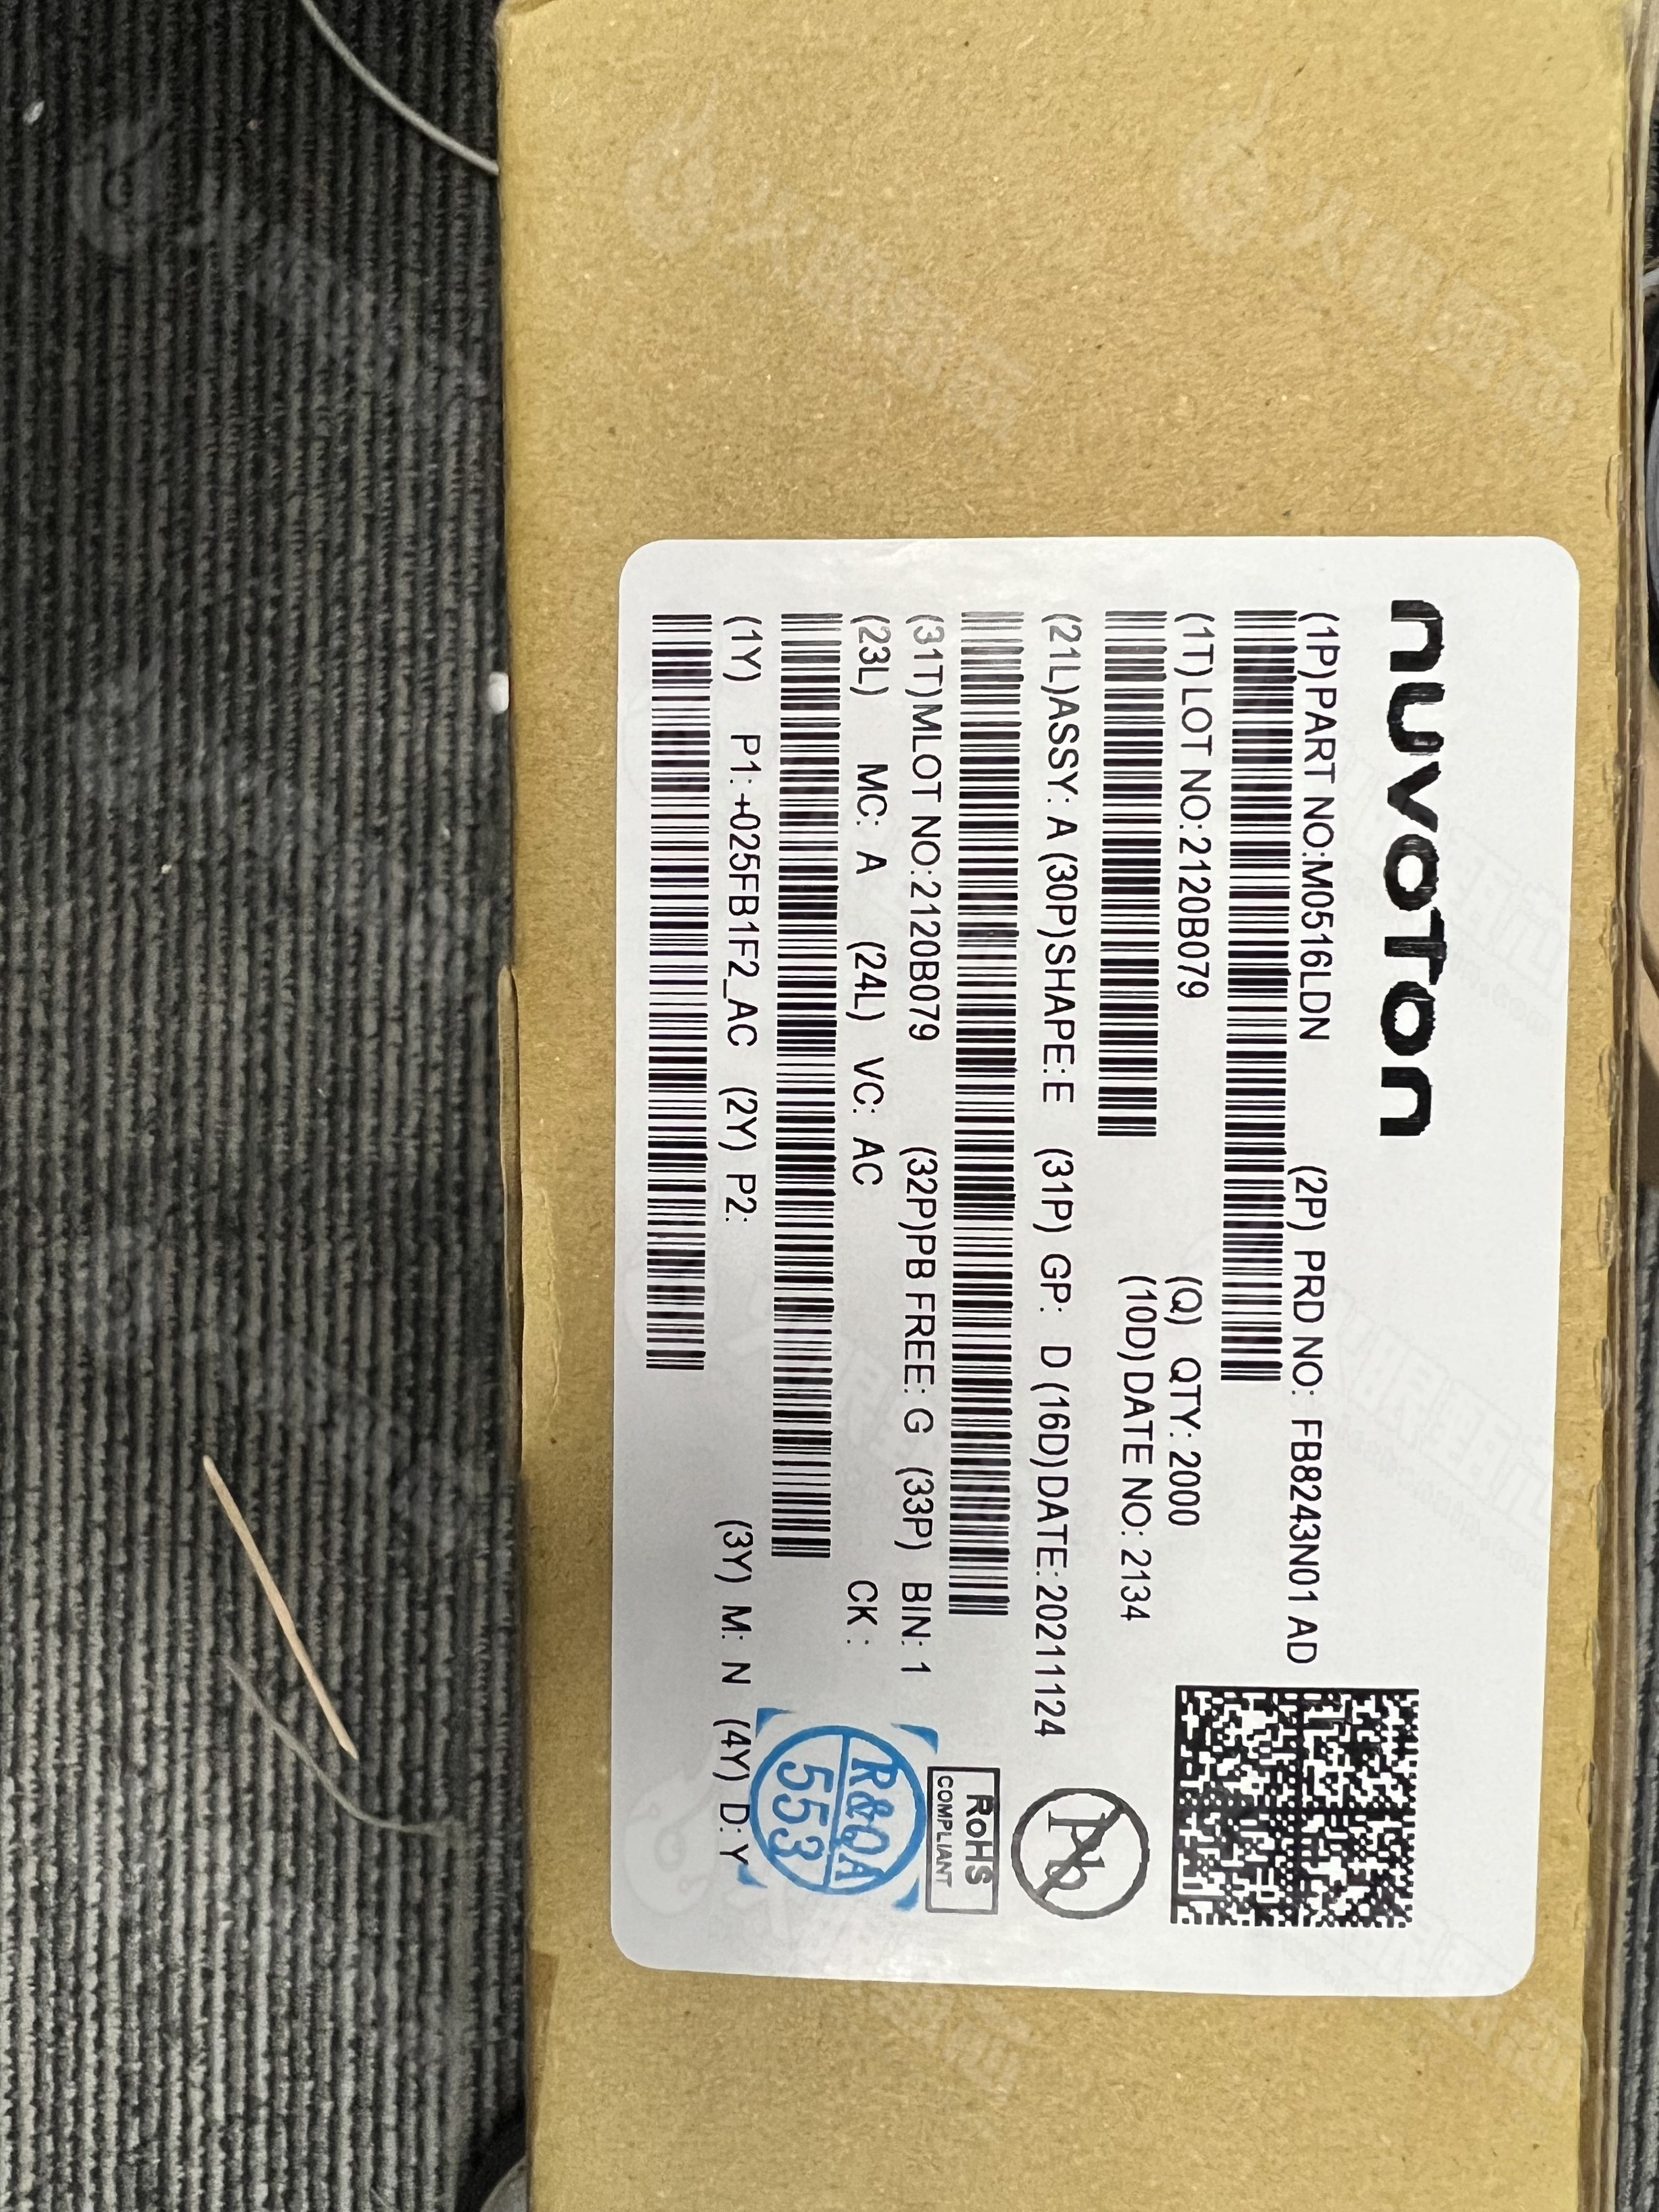 nuvoTon
(1P)PART NO:M0516LDN (2P) PRD NO: FB8243N01 AD
(1T)LOT NO:2120B079 (Q) QTY: 2000
(10D)DATE NO: 2134
(21L)ASSY: A (30P)SHAPE: E (31P) GP: D (16D)DATE: 20211124
(31T)MLOT NO:2120B079 (32P)PB FREE: G (33P) BIN: 1
(23L) MC: A (24L) VC: AC CK :
(1Y) P1: +025FB1F2_AC (2Y) P2: (3Y) M: N (4Y) D: Y
Pb
RoHS
COMPLIANT
R&QA
553